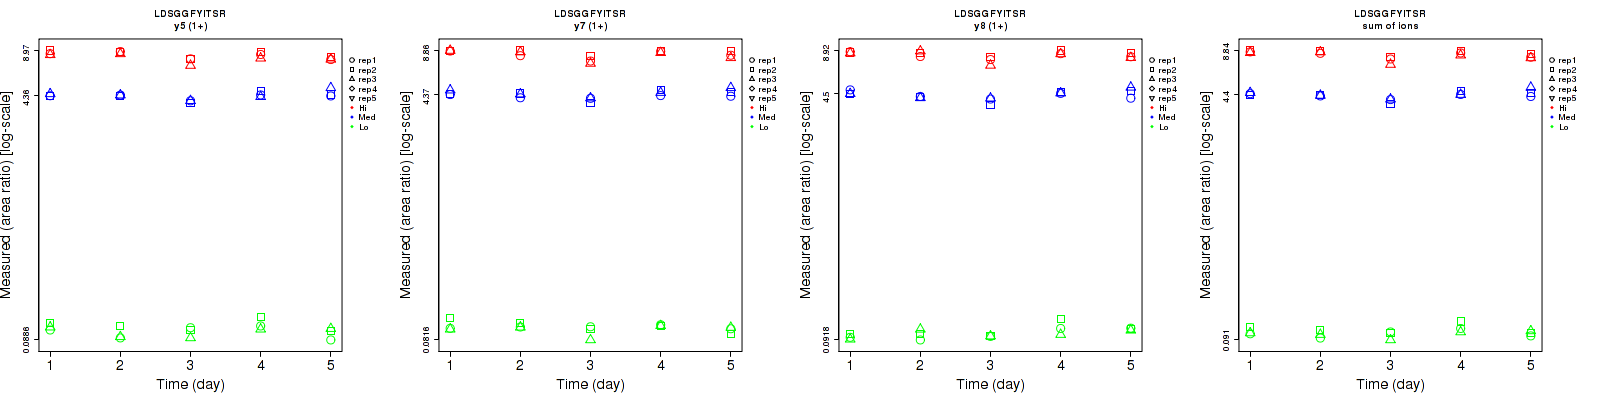 LDSGGFYITSR
y5 (1+)
Measured (area ratio) [log-scale]
8.97
4.36
0.0886
1 2 3 4 5
Time (day)
rep1
rep2
rep3
rep4
rep5
Hi
Med
Lo
LDSGGFYITSR
y7 (1+)
Measured (area ratio) [log-scale]
8.86
4.37
0.0816
1 2 3 4 5
Time (day)
rep1
rep2
rep3
rep4
rep5
Hi
Med
Lo
LDSGGFYITSR
y8 (1+)
Measured (area ratio) [log-scale]
8.92
4.5
0.0918
1 2 3 4 5
Time (day)
rep1
rep2
rep3
rep4
rep5
Hi
Med
Lo
LDSGGFYITSR
sum of ions
Measured (area ratio) [log-scale]
8.84
4.4
0.091
1 2 3 4 5
Time (day)
rep1
rep2
rep3
rep4
rep5
Hi
Med
Lo